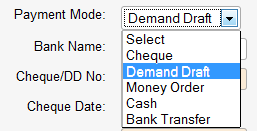 Payment Mode: Demand Draft
Select
Bank Name: Cheque
Demand Draft
Cheque/DD No: Money Order
Cash
Cheque Date: Bank Transfer